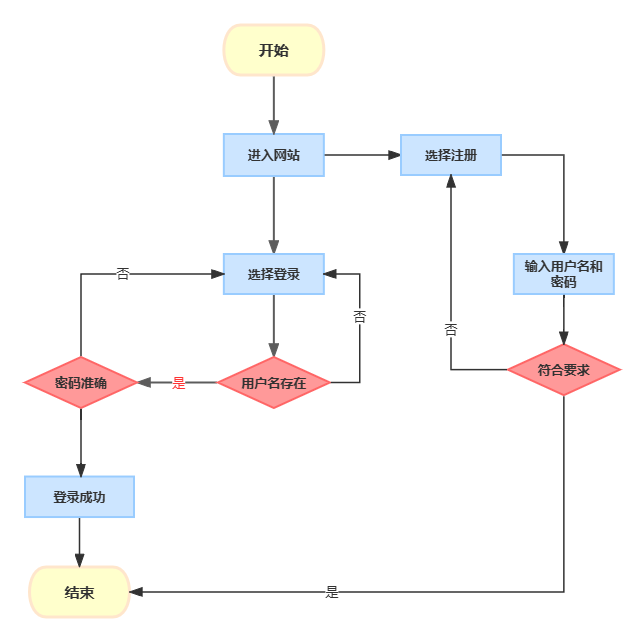 开始
进入网站
选择注册
否
选择登录
输入用户名和
密码
否
否
密码准确
是
用户名存在
符合要求
登录成功
结束
是